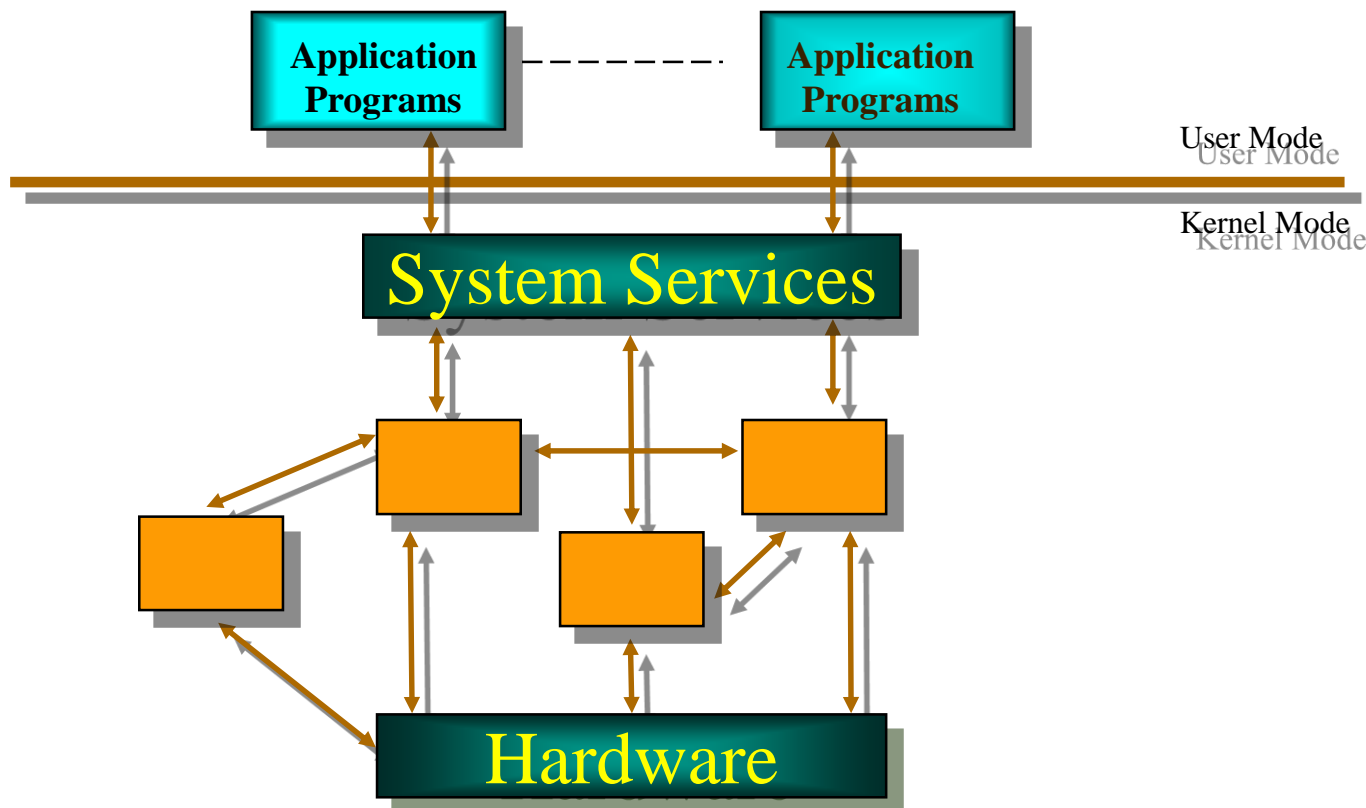 Application
Programs
Application
Programs
User Mode
Kernel Mode
System Services
Hardware